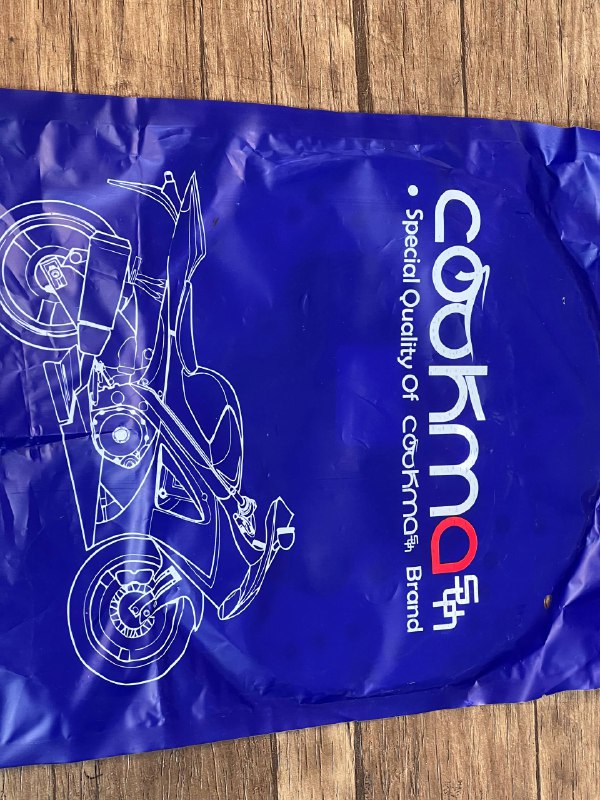 cookma
• Special Quality Of cookma Brand